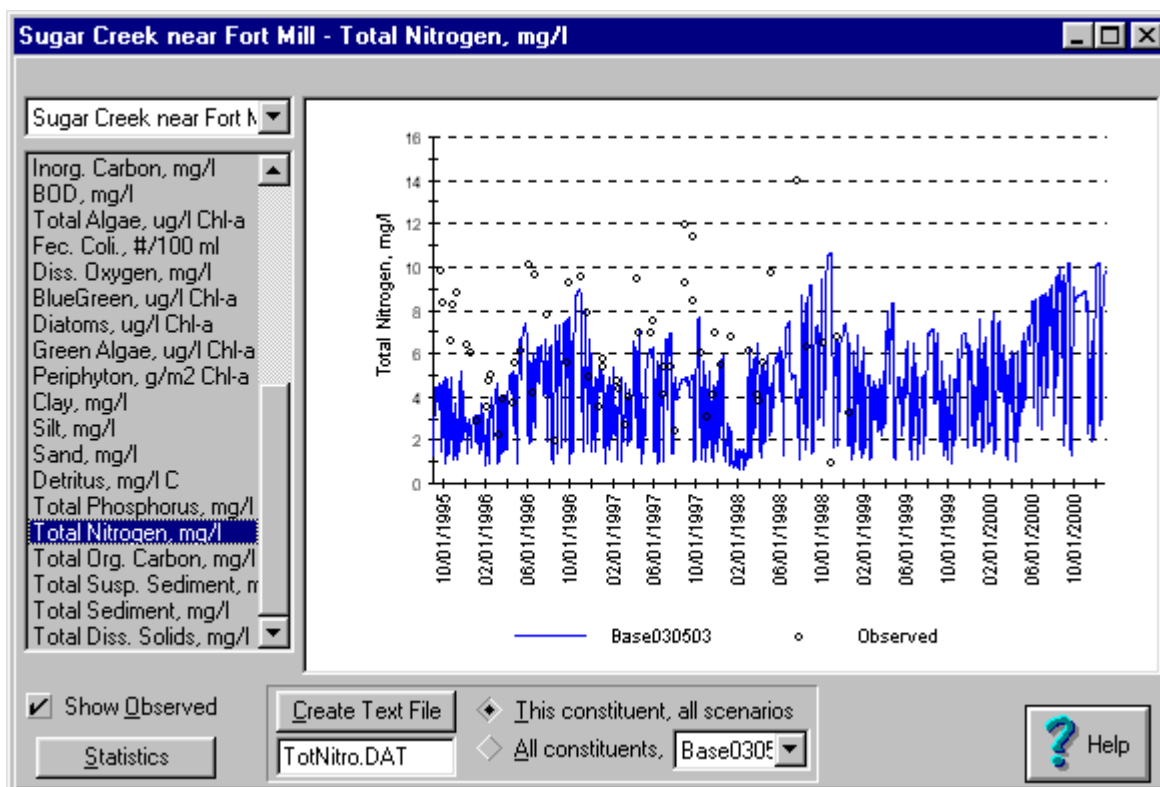 Sugar Creek near Fort Mill - Total Nitrogen, mg/l
Sugar Creek near Fort M
Inorg. Carbon, mg/l
BOD, mg/l
Total Algae, ug/l Chl-a
Fec. Coli., #/100 ml
Diss. Oxygen, mg/l
BlueGreen, ug/l Chl-a
Diatoms, ug/l Chl-a
Green Algae, ug/l Chl-a
Periphyton, g/m2 Chl-a
Clay, mg/l
Silt, mg/l
Sand, mg/l
Detritus, mg/l C
Total Phosphorus, mg/l
Total Nitrogen, mg/l
Total Org. Carbon, mg/l
Total Susp. Sediment, m
Total Sediment, mg/l
Total Diss. Solids, mg/l
Total Nitrogen, mg/l
16
14
12
10
8
6
4
2
0
10/01/1995
02/01/1996
06/01/1996
10/01/1996
02/01/1997
06/01/1997
10/01/1997
02/01/1998
06/01/1998
10/01/1998
02/01/1999
06/01/1999
10/01/1999
02/01/2000
06/01/2000
10/01/2000
Base030503
Observed
Show Observed
Statistics
Create Text File
TotNitro.DAT
This constituent, all scenarios
All constituents,
Base0305
Help